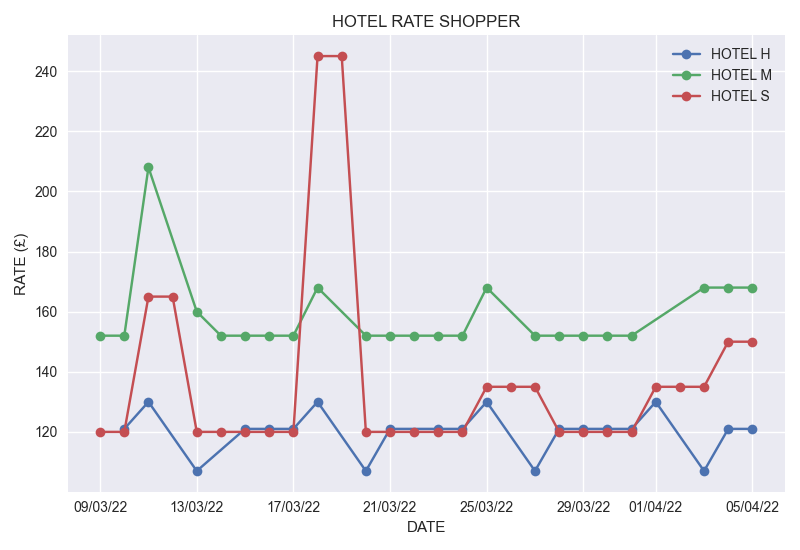 HOTEL RATE SHOPPER
HOTEL H
HOTEL M
HOTEL S
RATE (£)
240
220
200
180
160
140
120
09/03/22 13/03/22 17/03/22 21/03/22 25/03/22 29/03/22 01/04/22 05/04/22
DATE